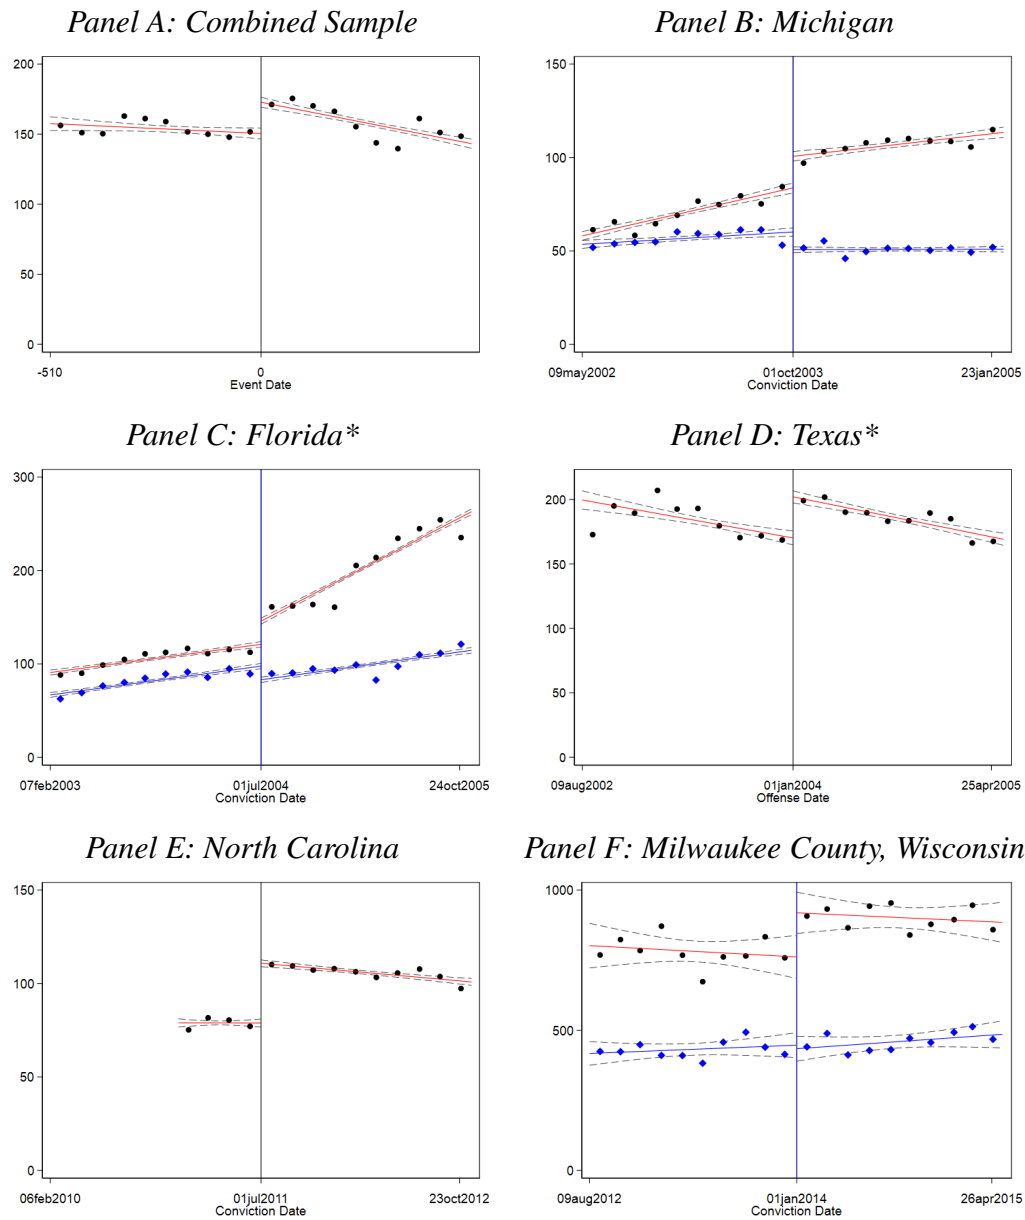 Panel A: Combined Sample
200
150
100
50
0
-510
0
Event Date
Panel B: Michigan
150
100
50
0
09may2002
01oct2003
23jan2005
Conviction Date
Panel C: Florida*
300
200
100
0
07feb2003
01jul2004
24oct2005
Conviction Date
Panel D: Texas*
200
150
100
50
0
09aug2002
01jan2004
25apr2005
Offense Date
Panel E: North Carolina
150
100
50
0
06feb2010
01jul2011
23oct2012
Conviction Date
Panel F: Milwaukee County, Wisconsin
1000
500
0
09aug2012
01jan2014
26apr2015
Conviction Date